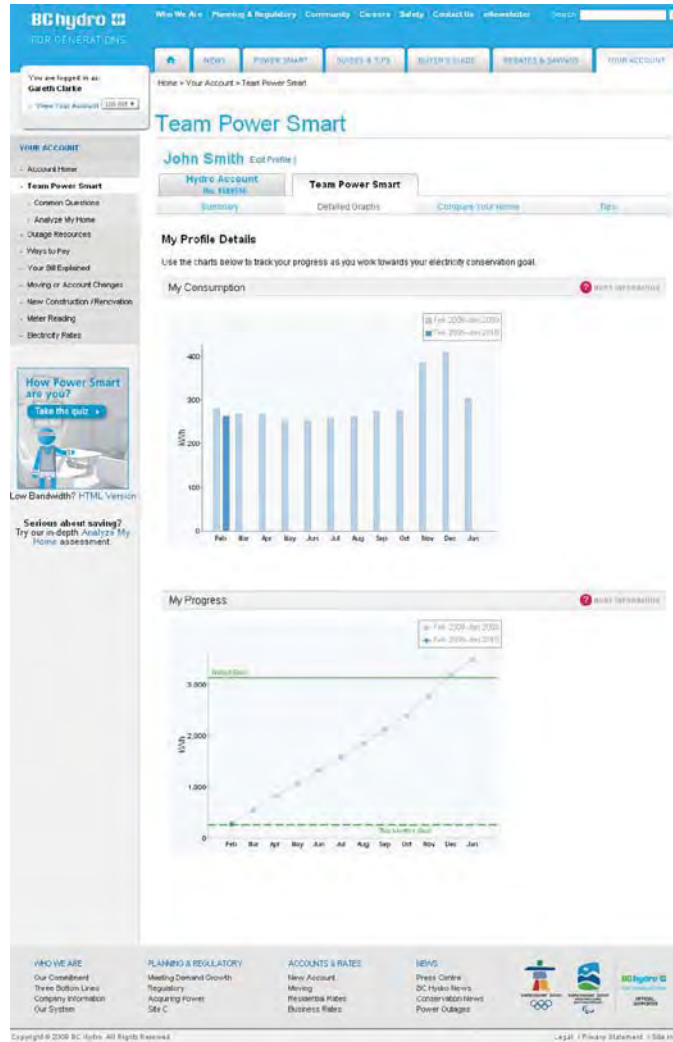 BC hydro
FOR GENERATIONS
Who We Are | Planning & Regulatory | Community | Careers | Safety | Contact Us | eNewsletter
Search
NEWS
POWER SMART
GUIDES & TIPS
BUYER'S GUIDE
REBATES & SAVINGS
YOUR ACCOUNT
You are logged in as:
Gareth Clarke
View Your Account
Home > Your Account > Team Power Smart
Team Power Smart
John Smith Edit Profile |
Hydro Account
Team Power Smart
Summary
Detailed Graphs
Compare Your Home
Tips
YOUR ACCOUNT
Account Home
Team Power Smart
Common Questions
Analyze My Home
Outage Resources
Ways to Pay
Your Bill Explained
Moving or Account Changes
New Construction / Renovation
Meter Reading
Electricity Rates
How Power Smart
are you?
Take the quiz
Low Bandwidth? HTML Version
Serious about saving?
Try our in-depth Analyze My
Home assessment
My Profile Details
Use the charts below to track your progress as you work towards your electricity conservation goal.
My Consumption
MORE INFORMATION
400
300
200
100
0
kWh
Feb Mar Apr May Jun Jul Aug Sep Oct Nov Dec Jan
My Progress
MORE INFORMATION
3,000
2,000
1,000
0
kWh
Feb Mar Apr May Jun Jul Aug Sep Oct Nov Dec Jan
WHO WE ARE
Our Commitment
Three Bottom Lines
Company Information
Our System
PLANNING & REGULATORY
Meeting Demand Growth
Regulatory
Acquiring Power
Site C
ACCOUNTS & RATES
New Account
Moving
Residential Rates
Business Rates
NEWS
Press Centre
BC Hydro News
Conservation News
Power Outages
BC hydro
Copyright © 2009 BC Hydro. All Rights Reserved.
Legal | Privacy Statement |